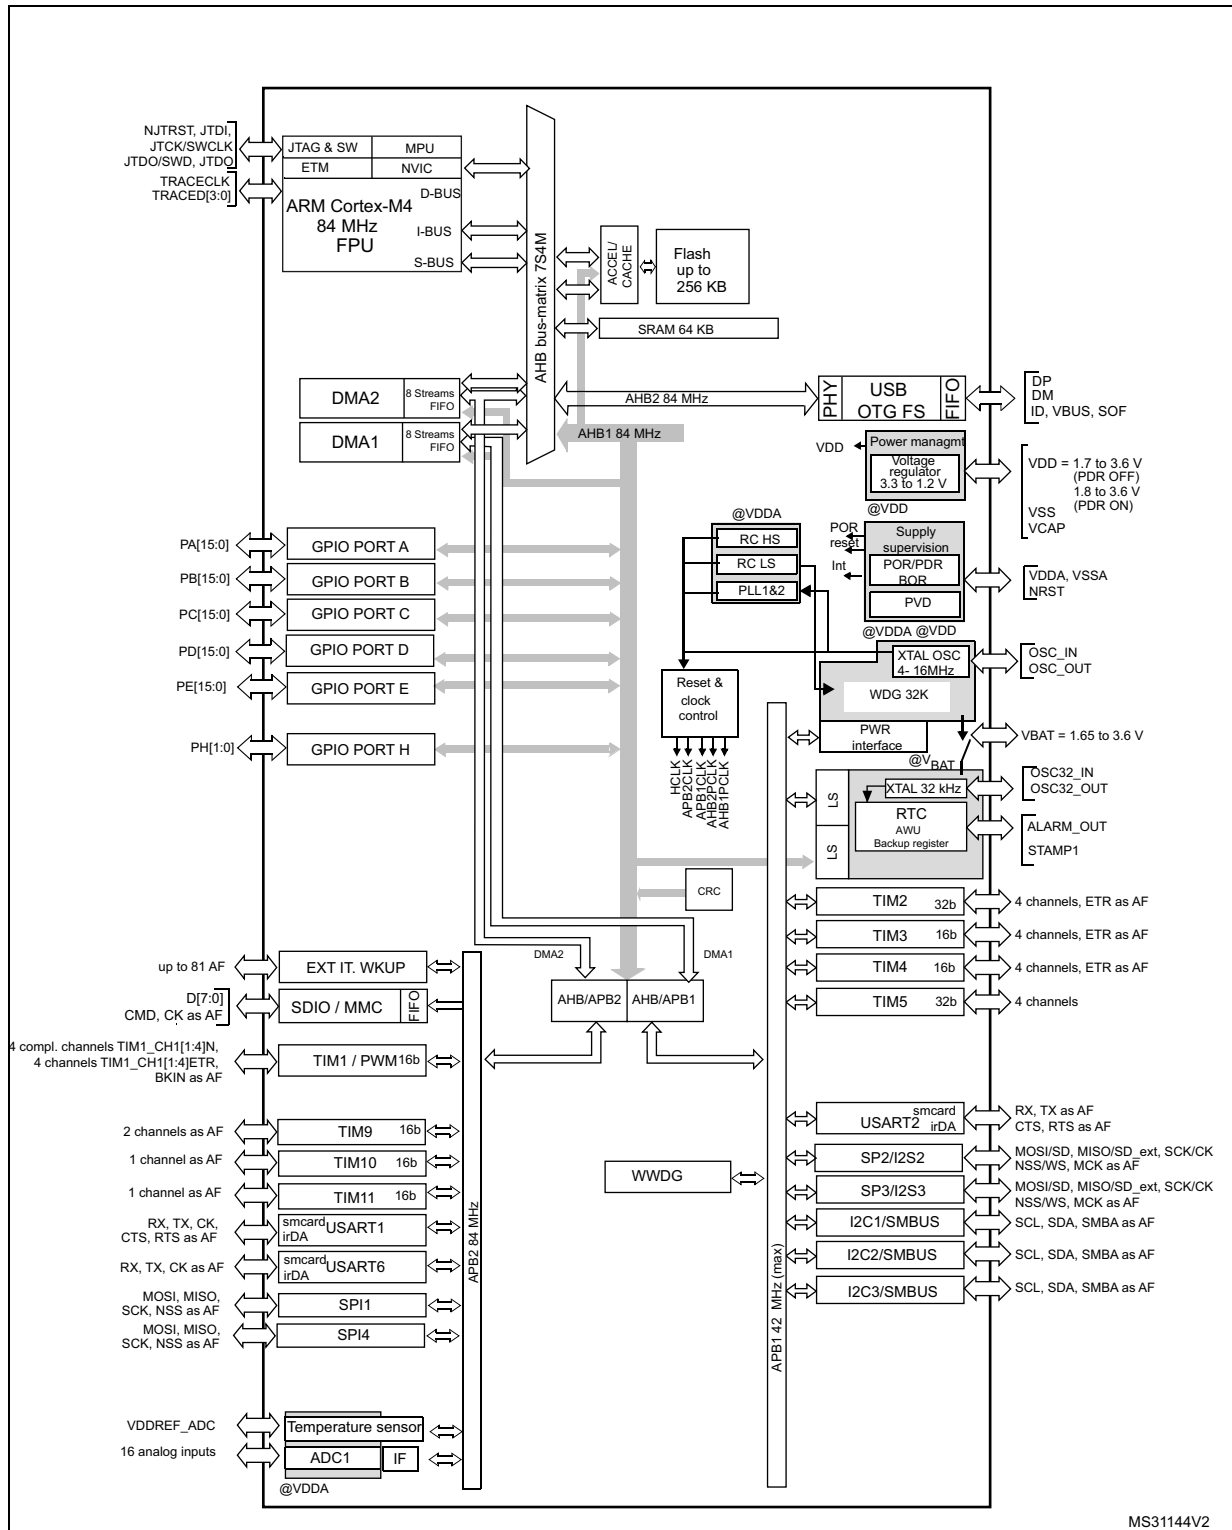 NJTRST, JTDI,
JTCK/SWCLK
JTDO/SWD, JTDO
TRACECLK
TRACED[3:0]
JTAG & SW
MPU
ETM
NVIC
D-BUS
ARM Cortex-M4
84 MHz
FPU
I-BUS
S-BUS
AHB bus-matrix 7S4M
ACCEL/
CACHE
Flash
up to
256 KB
SRAM 64 KB
DMA2
8 Streams
FIFO
DMA1
8 Streams
FIFO
AHB2 84 MHz
AHB1 84 MHz
PHY
USB
OTG FS
FIFO
DP
DM
ID, VBUS, SOF
VDD
Power managmt
Voltage
regulator
3.3 to 1.2 V
@VDD
VDD = 1.7 to 3.6 V
(PDR OFF)
1.8 to 3.6 V
(PDR ON)
VSS
VCAP
@VDDA
RC HS
RC LS
PLL1&2
POR
reset
Int
Supply
supervision
POR/PDR
BOR
PVD
VDDA, VSSA
NRST
@VDDA @VDD
XTAL OSC
4- 16MHz
WDG 32K
OSC_IN
OSC_OUT
PWR
interface
VBAT = 1.65 to 3.6 V
@VBAT
Reset &
clock
control
HCLK
APB2CLK
APB1CLK
AHB2PCLK
AHB1PCLK
LS
LS
XTAL 32 kHz
RTC
AWU
Backup register
OSC32_IN
OSC32_OUT
ALARM_OUT
STAMP1
PA[15:0]
GPIO PORT A
PB[15:0]
GPIO PORT B
PC[15:0]
GPIO PORT C
PD[15:0]
GPIO PORT D
PE[15:0]
GPIO PORT E
PH[1:0]
GPIO PORT H
CRC
DMA2
DMA1
AHB/APB2
AHB/APB1
TIM2 32b
4 channels, ETR as AF
TIM3 16b
4 channels, ETR as AF
TIM4 16b
4 channels, ETR as AF
TIM5 32b
4 channels
up to 81 AF
EXT IT. WKUP
D[7:0]
CMD, CK as AF
SDIO / MMC
FIFO
4 compl. channels TIM1_CH1[1:4]N,
4 channels TIM1_CH1[1:4]ETR,
BKIN as AF
TIM1 / PWM 16b
2 channels as AF
TIM9 16b
1 channel as AF
TIM10 16b
1 channel as AF
TIM11 16b
RX, TX, CK,
CTS, RTS as AF
smcard
irDA
USART1
RX, TX, CK as AF
smcard
irDA
USART6
MOSI, MISO,
SCK, NSS as AF
SPI1
MOSI, MISO,
SCK, NSS as AF
SPI4
APB2 84 MHz
VDDREF_ADC
Temperature sensor
16 analog inputs
ADC1
IF
@VDDA
WWDG
APB1 42 MHz (max)
smcard
irDA
USART2
RX, TX as AF
CTS, RTS as AF
SP2/I2S2
MOSI/SD, MISO/SD_ext, SCK/CK
NSS/WS, MCK as AF
SP3/I2S3
MOSI/SD, MISO/SD_ext, SCK/CK
NSS/WS, MCK as AF
I2C1/SMBUS
SCL, SDA, SMBA as AF
I2C2/SMBUS
SCL, SDA, SMBA as AF
I2C3/SMBUS
SCL, SDA, SMBA as AF
MS31144V2